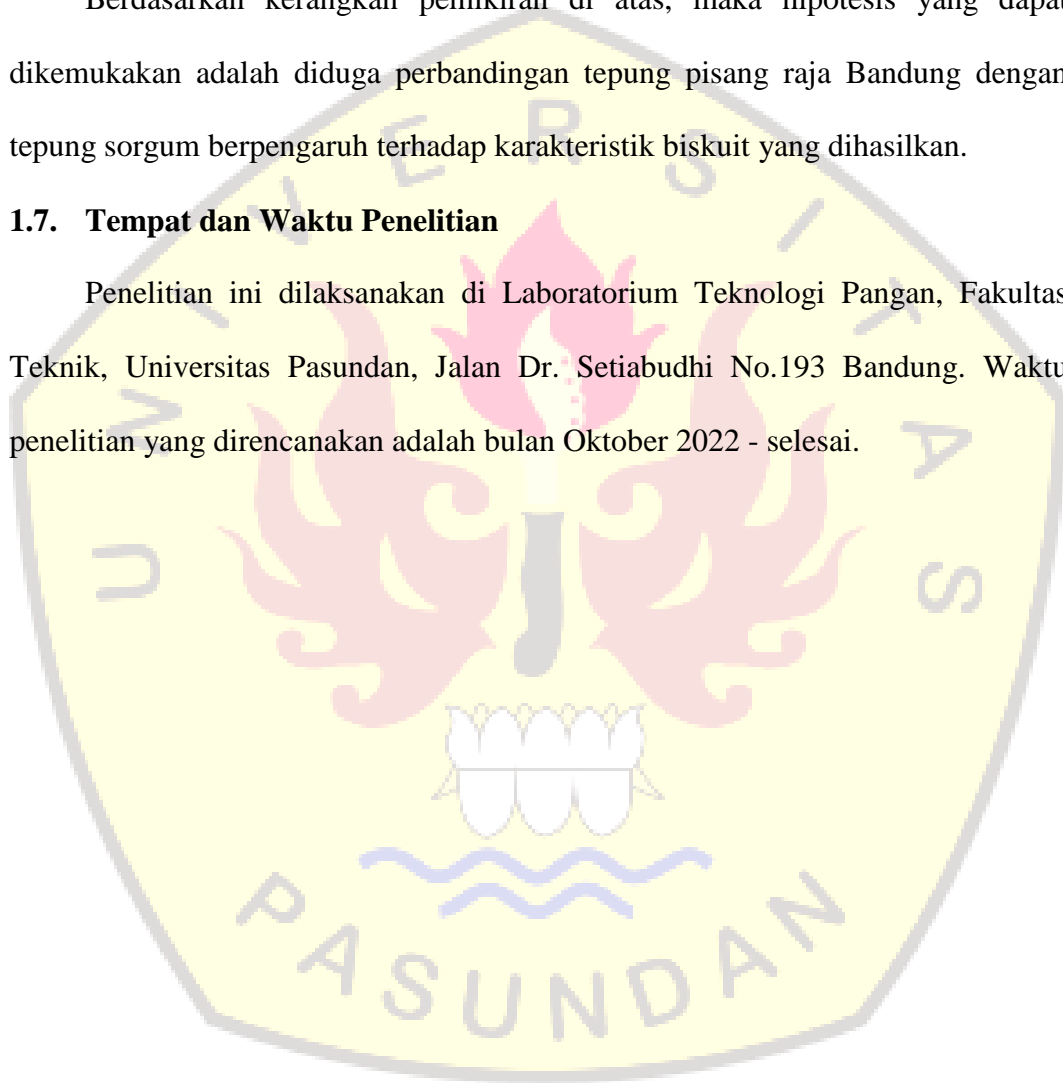 Berdasarkan kerangkan pemikiran di atas, maka hipotesis yang dapat
dikemukakan adalah diduga perbandingan tepung pisang raja Bandung dengan
tepung sorgum berpengaruh terhadap karakteristik biskuit yang dihasilkan.
1.7. Tempat dan Waktu Penelitian
Penelitian ini dilaksanakan di Laboratorium Teknologi Pangan, Fakultas
Teknik, Universitas Pasundan, Jalan Dr. Setiabudhi No.193 Bandung. Waktu
penelitian yang direncanakan adalah bulan Oktober 2022 - selesai.
UNIVERSITAS
PASUNDAN